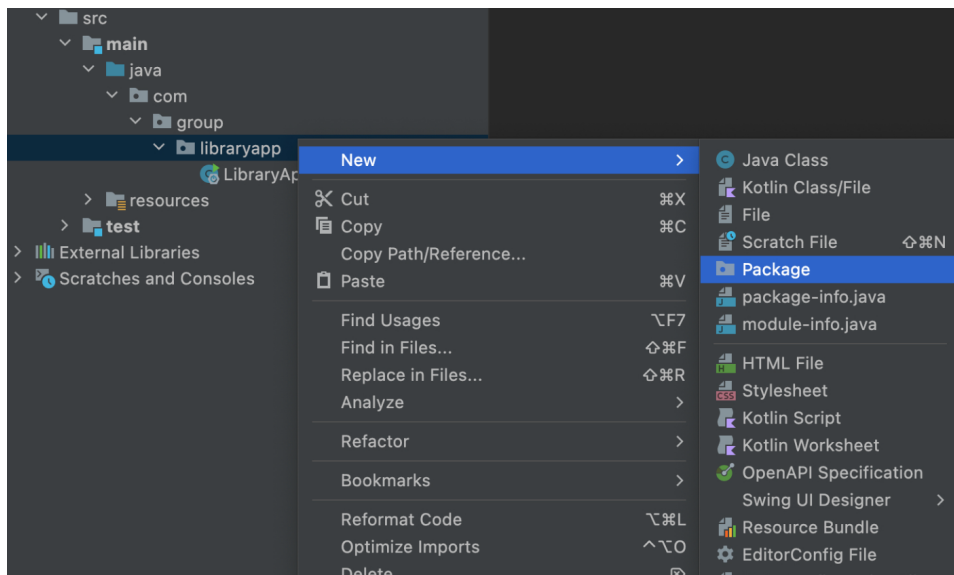 src
main
java
com
group
libraryapp
LibraryAp
resources
test
External Libraries
Scratches and Consoles
New
Cut ⌘X
Copy ⌘C
Copy Path/Reference...
Paste ⌘V
Find Usages ⌥F7
Find in Files... ⇧⌘F
Replace in Files... ⇧⌘R
Analyze
Refactor
Bookmarks
Reformat Code ⌥⌘L
Optimize Imports ^⌥O
Delete
Java Class
Kotlin Class/File
File
Scratch File ⇧⌘N
Package
package-info.java
module-info.java
HTML File
Stylesheet
Kotlin Script
Kotlin Worksheet
OpenAPI Specification
Swing UI Designer
Resource Bundle
EditorConfig File